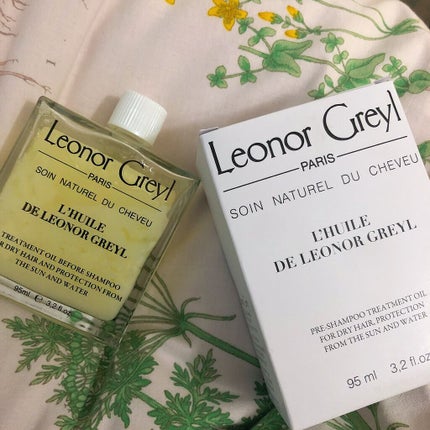 Leonor Greyl
PARIS
SOIN NATUREL DU CHEVEU
L'HUILE
DE LEONOR GREYL
TREATMENT OIL BEFORE SHAMPOO
FOR DRY HAIR AND PROTECTION FROM
THE SUN AND WATER
95ml e 3,2 fl.oz
Leonor Greyl
PARIS
SOIN NATUREL DU CHEVEU
L'HUILE
DE LEONOR GREYL
PRE-SHAMPOO TREATMENT OIL
FOR DRY HAIR, PROTECTION
FROM THE SUN AND WATER
95 ml 3,2 fl.oz